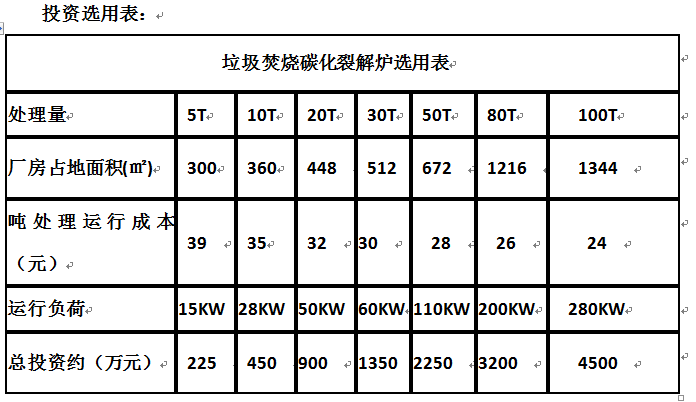 投资选用表：
垃圾焚烧碳化裂解炉选用表
处理量 5T 10T 20T 30T 50T 80T 100T
厂房占地面积(㎡) 300 360 448 512 672 1216 1344
吨处理运行成本
（元） 39 35 32 30 28 26 24
运行负荷 15KW 28KW 50KW 60KW 110KW 200KW 280KW
总投资约（万元） 225 450 900 1350 2250 3200 4500